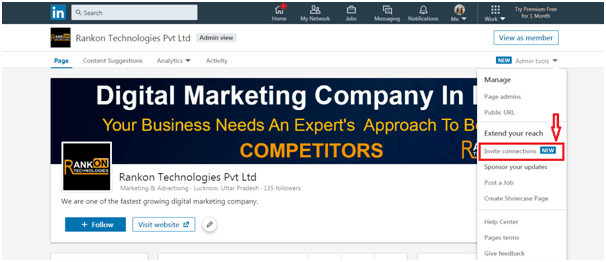 in Search Home My Network Jobs Messaging Notifications Me Work Try Premium Free
for 1 Month
RANKON
TECHNOLOGIES
Rankon Technologies Pvt Ltd Admin view View as member
Page Content Suggestions Analytics Activity NEW Admin tools
Manage
Page admins
Public URL
Extend your reach
Invite connections NEW
Sponsor your updates
Post a Job
Create Showcase Page
Help Center
Pages terms
Give feedback
Digital Marketing Company In
Your Business Needs An Expert's Approach To
COMPETITORS
RANKON
TECHNOLOGIES
Rankon Technologies Pvt Ltd
Marketing & Advertising · Lucknow, Uttar Pradesh · 135 followers
We are one of the fastest growing digital marketing company.
+ Follow Visit website